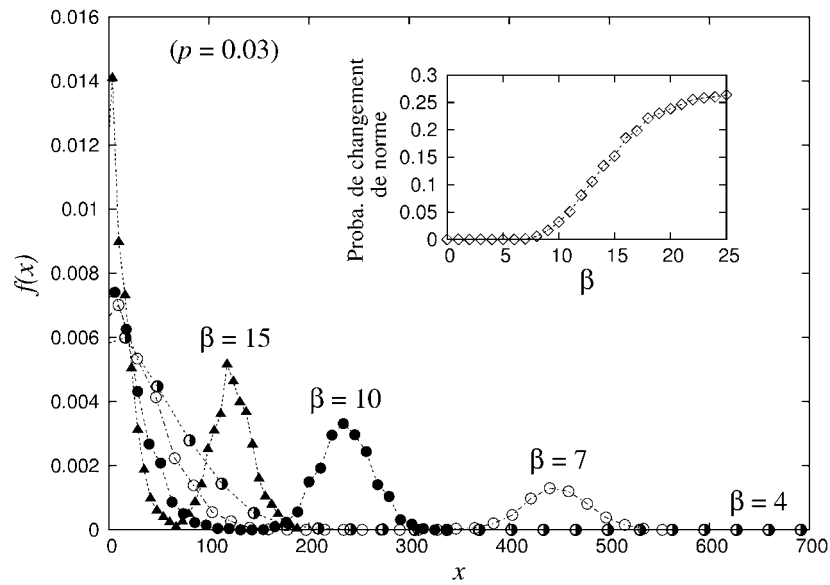 0.016
0.014
0.012
0.01
0.008
0.006
0.004
0.002
0
f(x)
(p = 0.03)
0.3
0.25
0.2
0.15
0.1
0.05
0
Proba. de changement
de norme
0 5 10 15 20 25
β
β = 15
β = 10
β = 7
β = 4
0 100 200 300 400 500 600 700
x